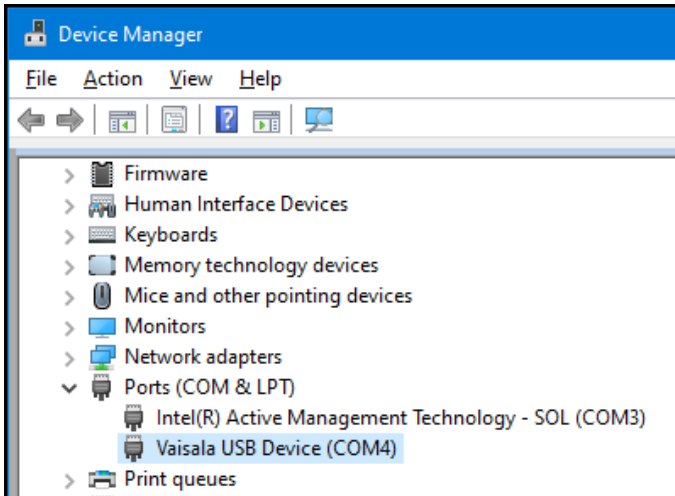 Device Manager
File Action View Help
?
Firmware
Human Interface Devices
Keyboards
Memory technology devices
Mice and other pointing devices
Monitors
Network adapters
Ports (COM & LPT)
Intel(R) Active Management Technology - SOL (COM3)
Vaisala USB Device (COM4)
Print queues